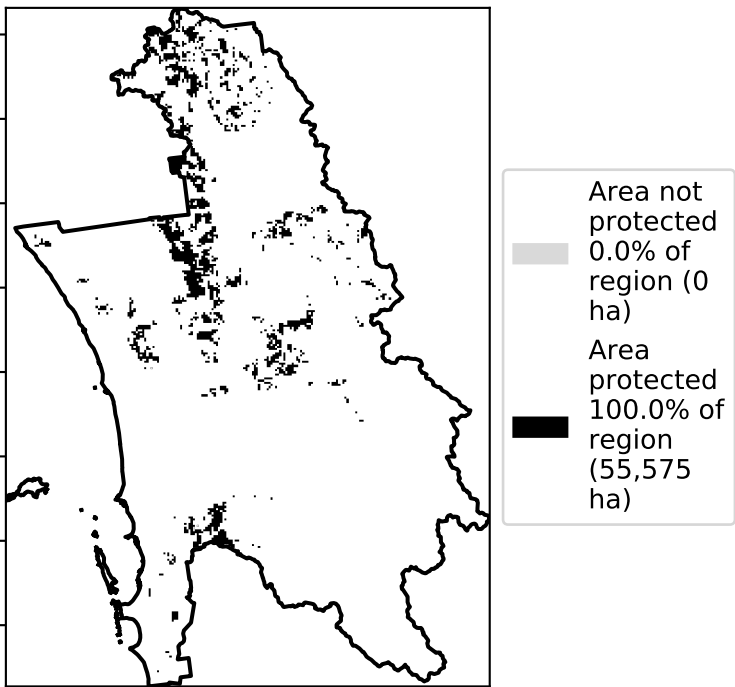 Area not
protected
0.0% of
region (0
ha)
Area
protected
100.0% of
region
(55,575
ha)